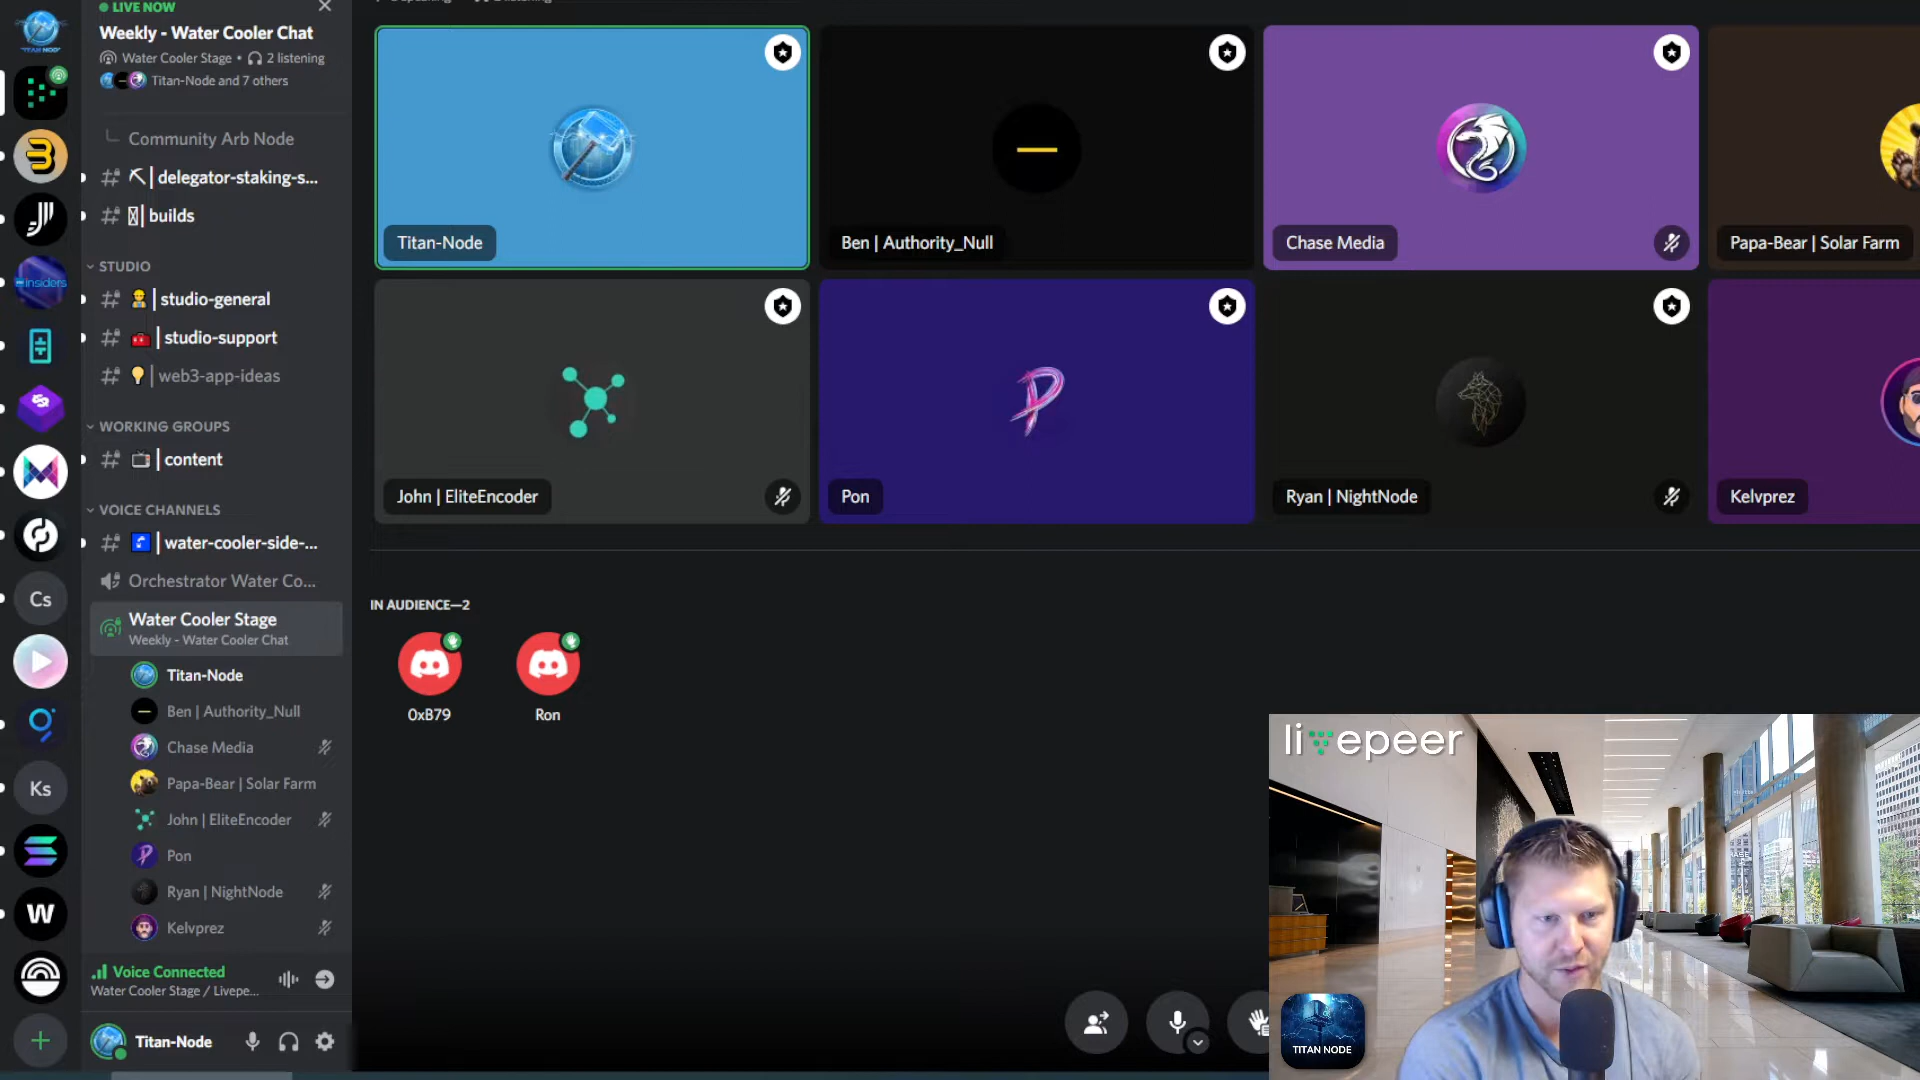 LIVE NOW
Weekly - Water Cooler Chat
Water Cooler Stage • 2 listening
Titan-Node and 7 others
Community Arb Node
delegator-staking-s...
builds
STUDIO
studio-general
studio-support
web3-app-ideas
WORKING GROUPS
content
VOICE CHANNELS
water-cooler-side-...
Orchestrator Water Co...
Water Cooler Stage
Weekly - Water Cooler Chat
Titan-Node
Ben | Authority_Null
Chase Media
Papa-Bear | Solar Farm
John | EliteEncoder
Pon
Ryan | NightNode
Kelvprez
Voice Connected
Water Cooler Stage / Livepe...
Titan-Node
insiders
Cs
Ks
W
Titan-Node
Ben | Authority_Null
Chase Media
Papa-Bear | Solar Farm
John | EliteEncoder
Pon
Ryan | NightNode
Kelvprez
IN AUDIENCE—2
0xB79
Ron
livepeer
TITAN NODE